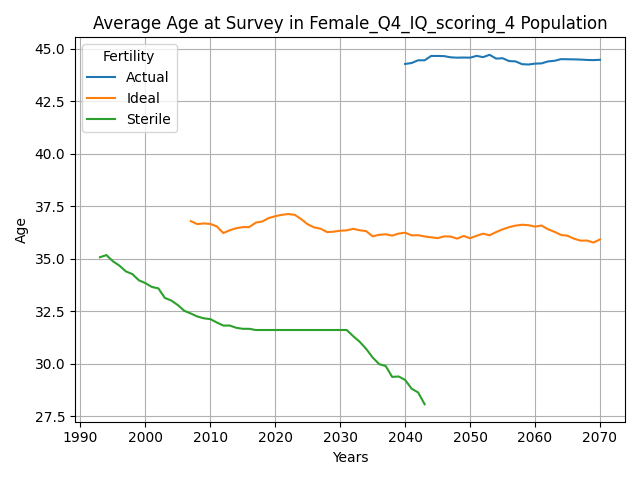 Average Age at Survey in Female_Q4_IQ_scoring_4 Population
Fertility
Actual
Ideal
Sterile
Age
45.0
42.5
40.0
37.5
35.0
32.5
30.0
27.5
1990 2000 2010 2020 2030 2040 2050 2060 2070
Years